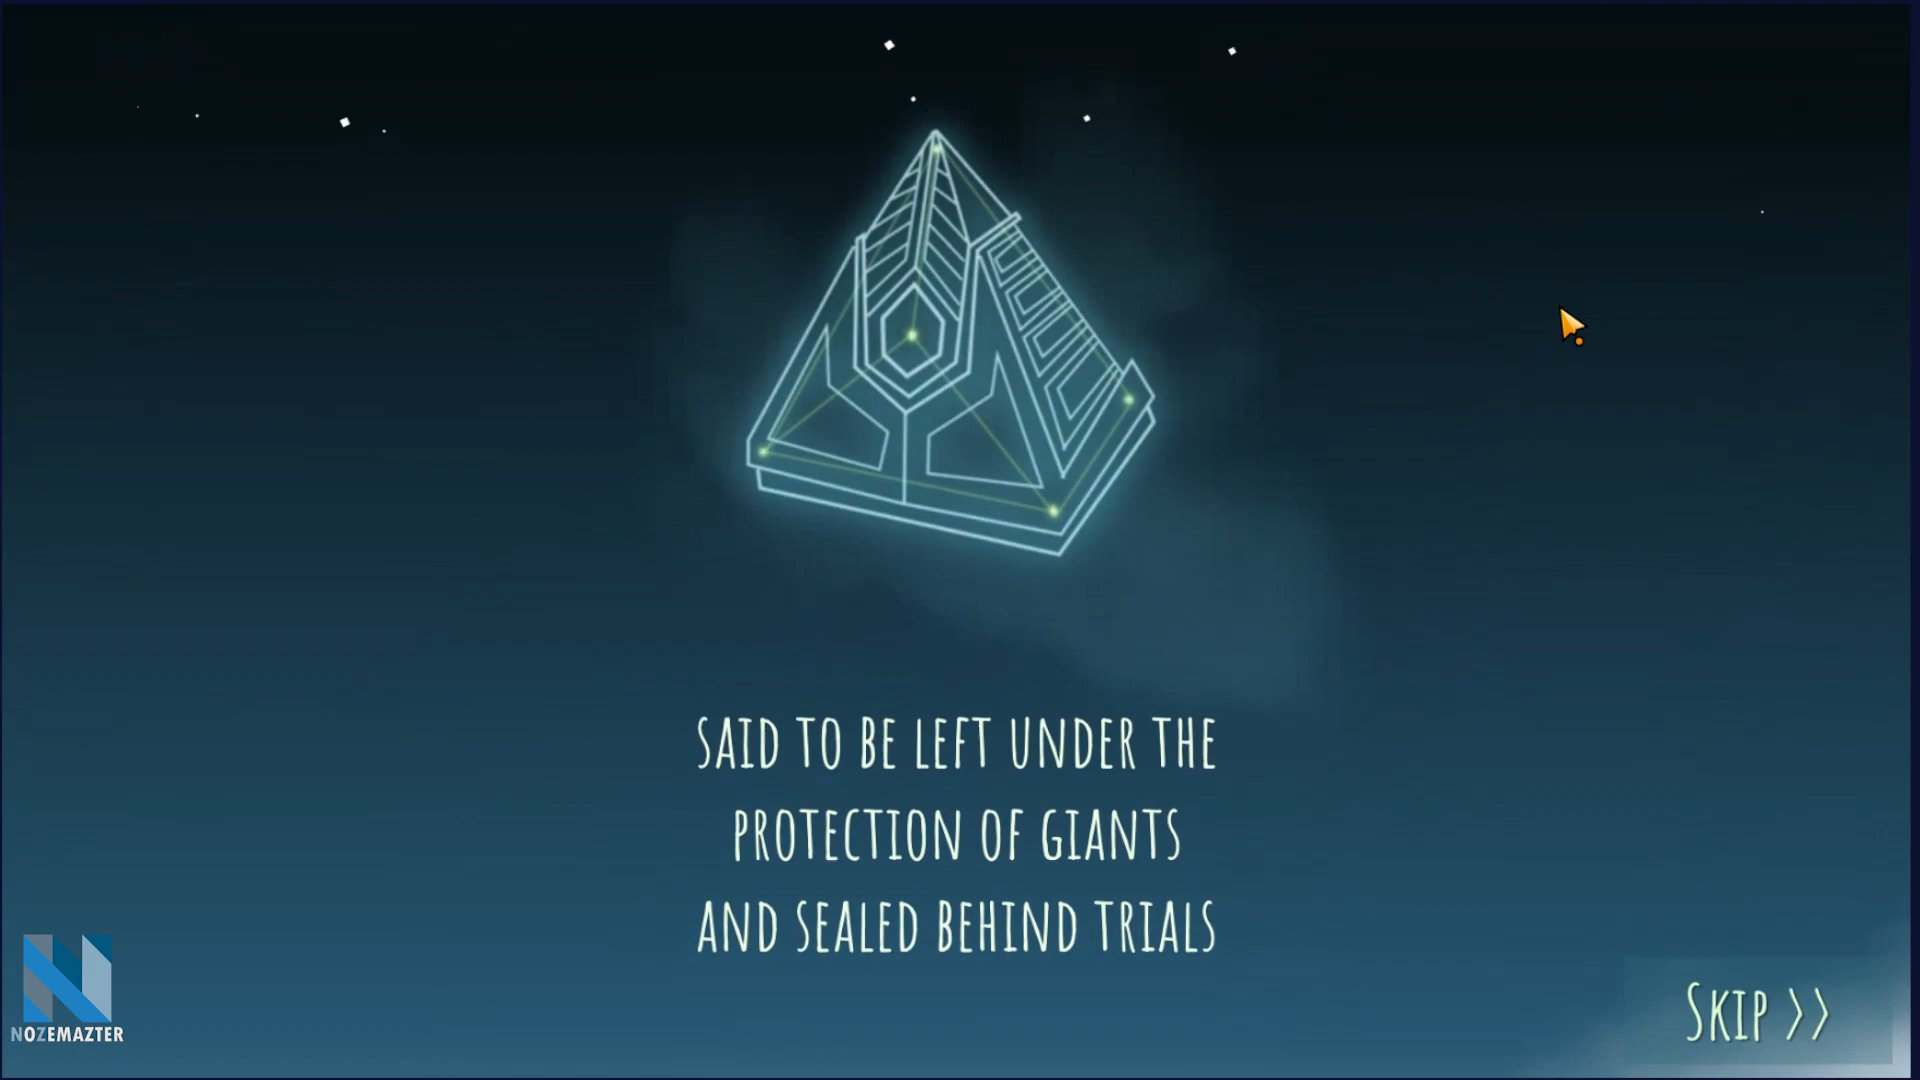 SAID TO BE LEFT UNDER THE
PROTECTION OF GIANTS
AND SEALED BEHIND TRIALS
SKIP >>
NOZEMAZTER